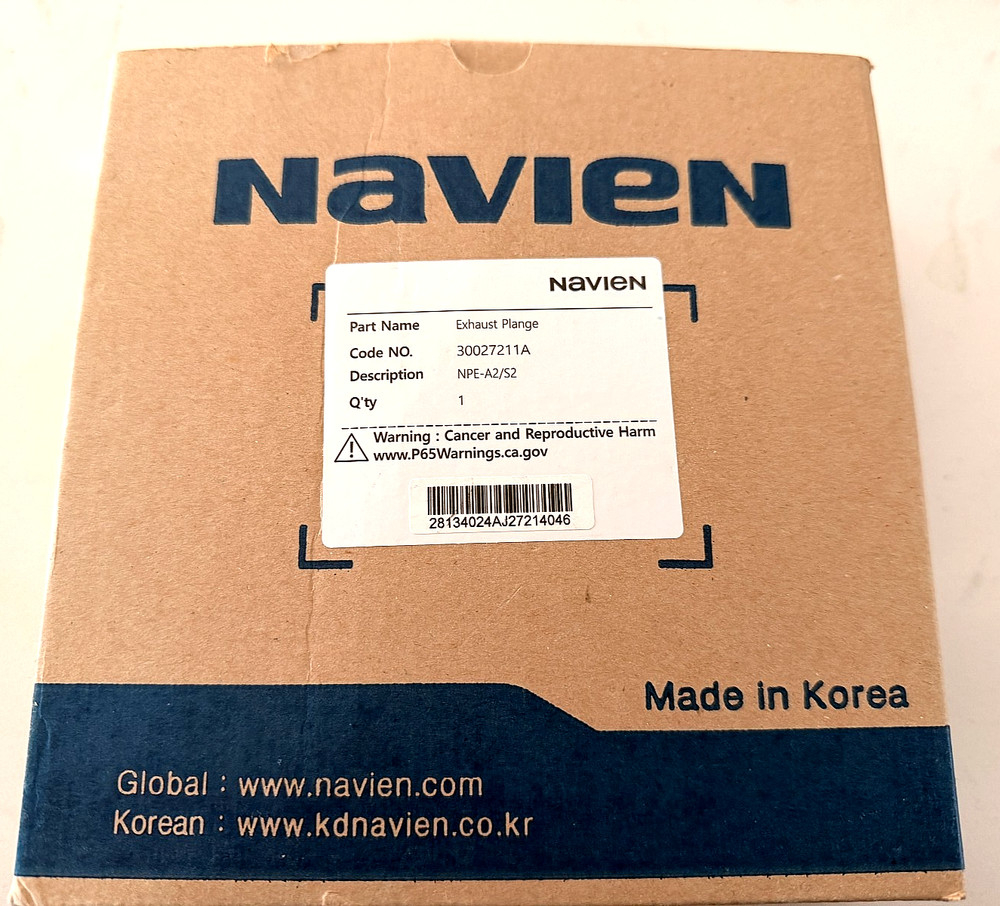 NAVIEN
NAVIEN
Part Name Exhaust Plange
Code NO. 30027211A
Description NPE-A2/S2
Q'ty 1
Warning : Cancer and Reproductive Harm
www.P65Warnings.ca.gov
28134024AJ27214046
Made in Korea
Global : www.navien.com
Korean : www.kdnavien.co.kr